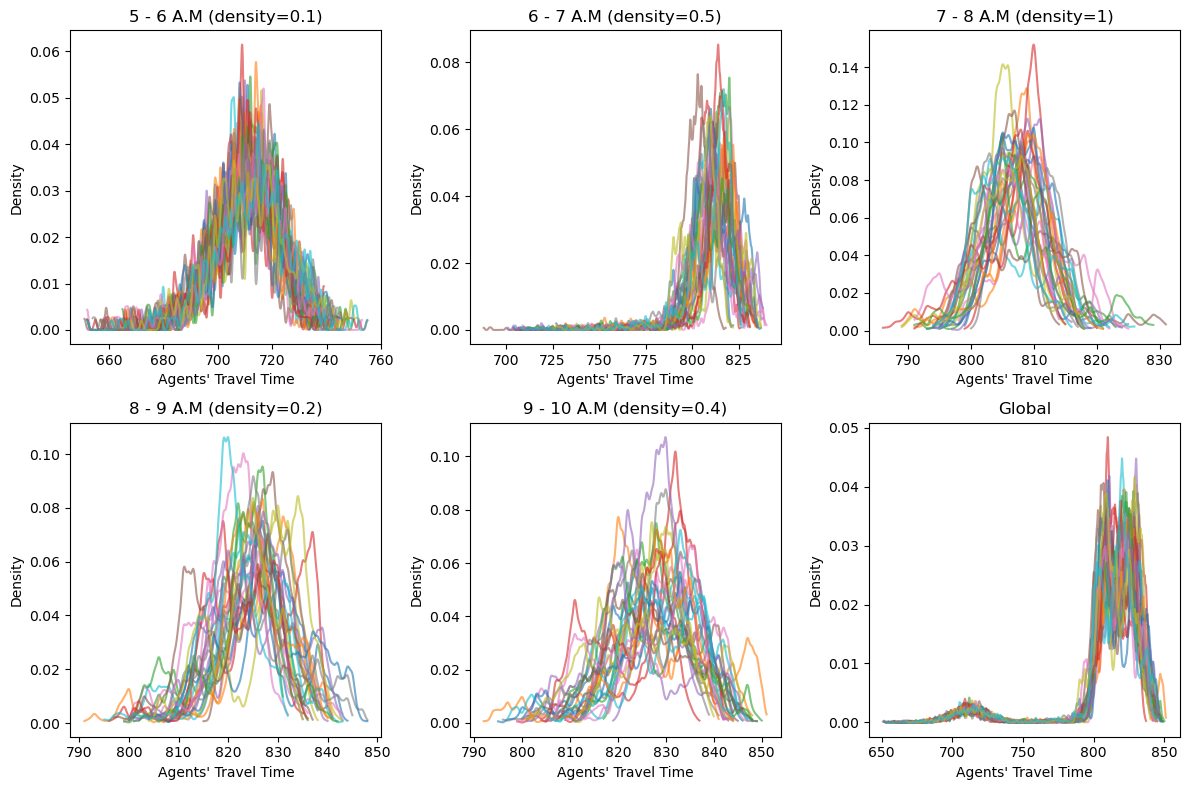 5 - 6 A.M (density=0.1)
6 - 7 A.M (density=0.5)
7 - 8 A.M (density=1)
Density
0.06
0.05
0.04
0.03
0.02
0.01
0.00
660 680 700 720 740 760
Agents' Travel Time
Density
0.08
0.06
0.04
0.02
0.00
700 725 750 775 800 825
Agents' Travel Time
Density
0.14
0.12
0.10
0.08
0.06
0.04
0.02
0.00
790 800 810 820 830
Agents' Travel Time
8 - 9 A.M (density=0.2)
9 - 10 A.M (density=0.4)
Global
Density
0.10
0.08
0.06
0.04
0.02
0.00
790 800 810 820 830 840 850
Agents' Travel Time
Density
0.10
0.08
0.06
0.04
0.02
0.00
790 800 810 820 830 840 850
Agents' Travel Time
Density
0.05
0.04
0.03
0.02
0.01
0.00
650 700 750 800 850
Agents' Travel Time